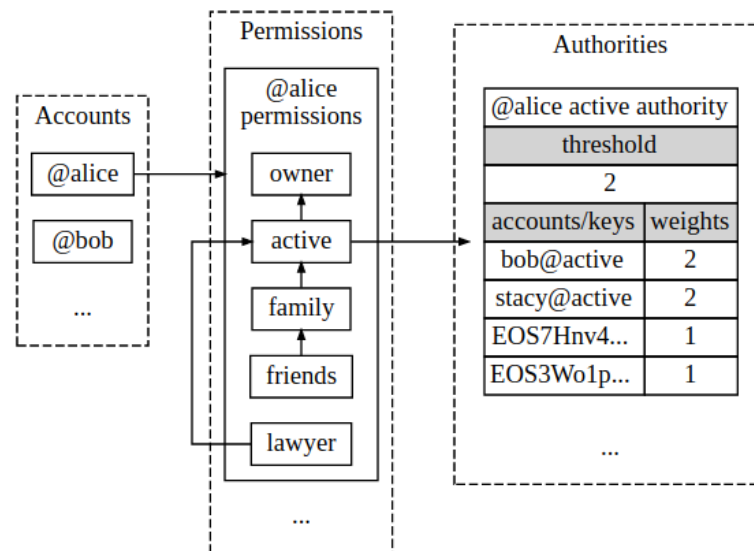 Accounts
@alice
@bob
...
Permissions
@alice
permissions
owner
active
family
friends
lawyer
...
Authorities
@alice active authority
threshold
2
accounts/keys weights
bob@active 2
stacy@active 2
EOS7Hnv4... 1
EOS3Wo1p... 1
...